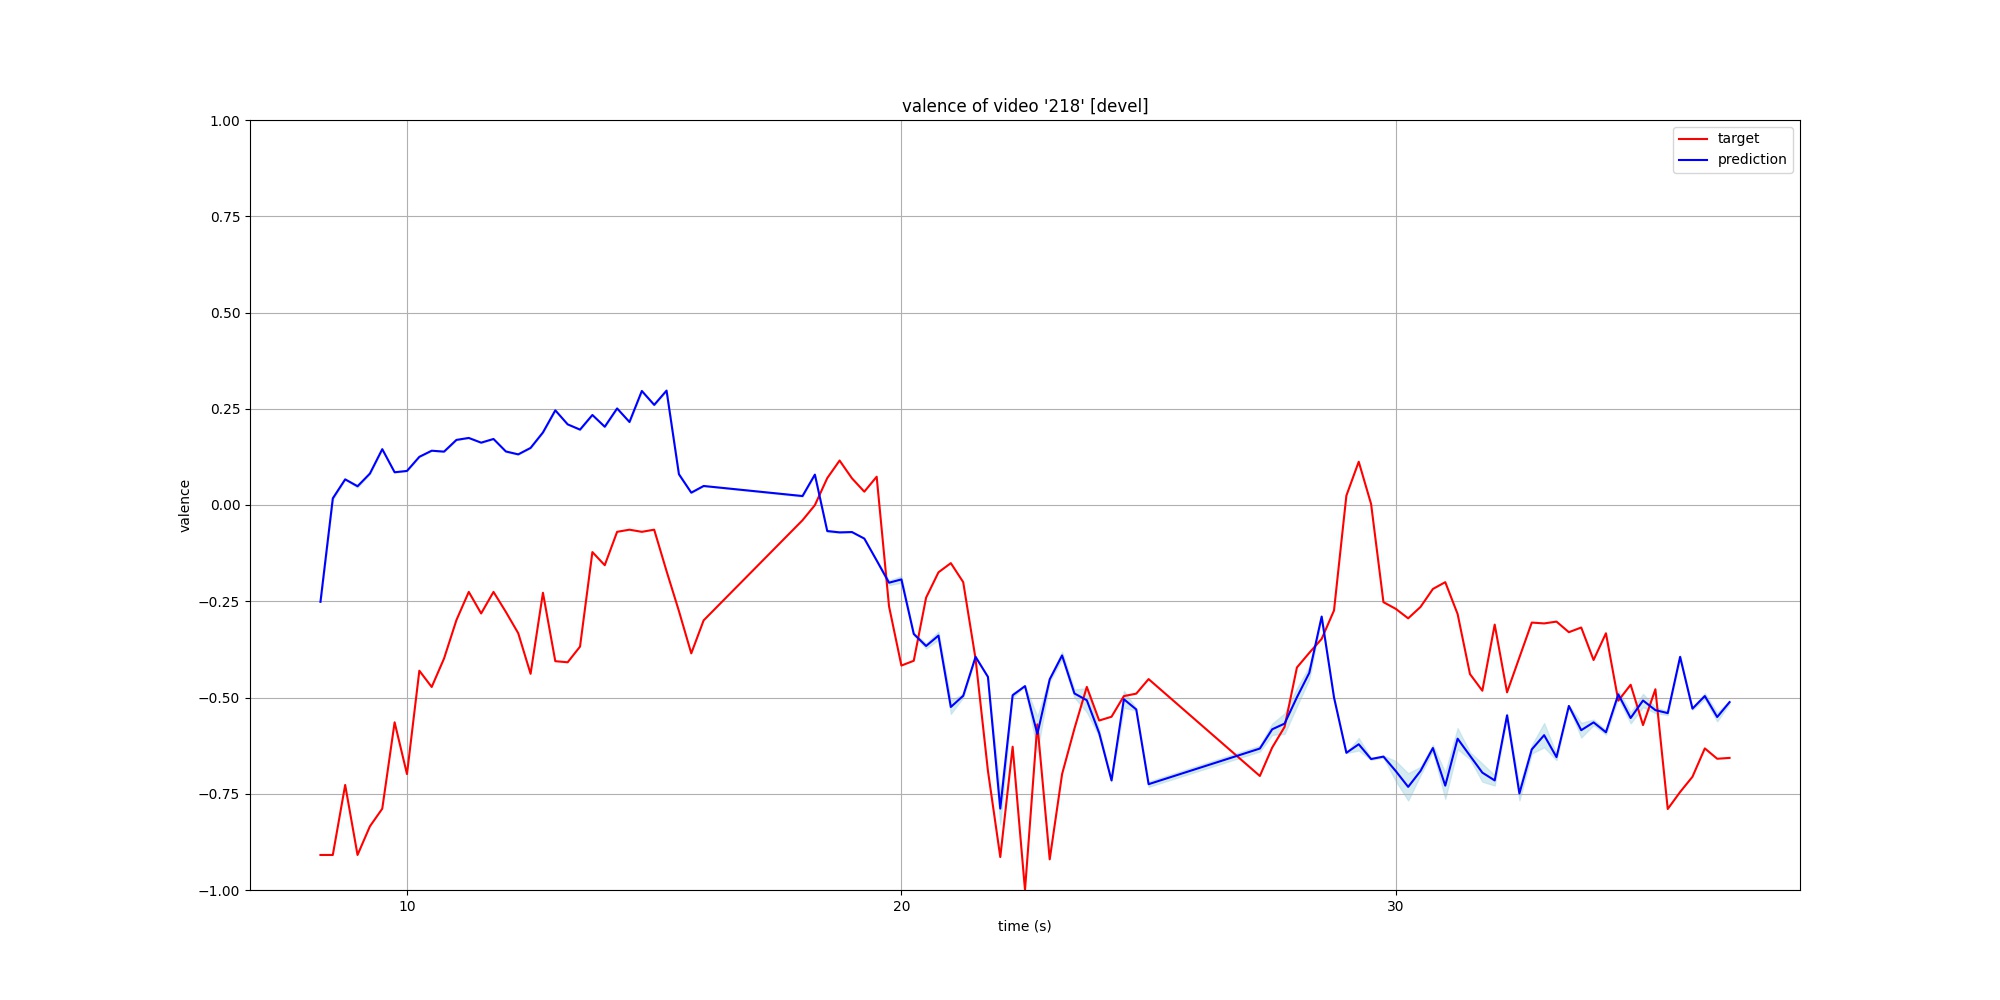 valence of video '218' [devel]
target
prediction
1.00
0.75
0.50
0.25
0.00
−0.25
−0.50
−0.75
−1.00
valence
10 20 30
time (s)